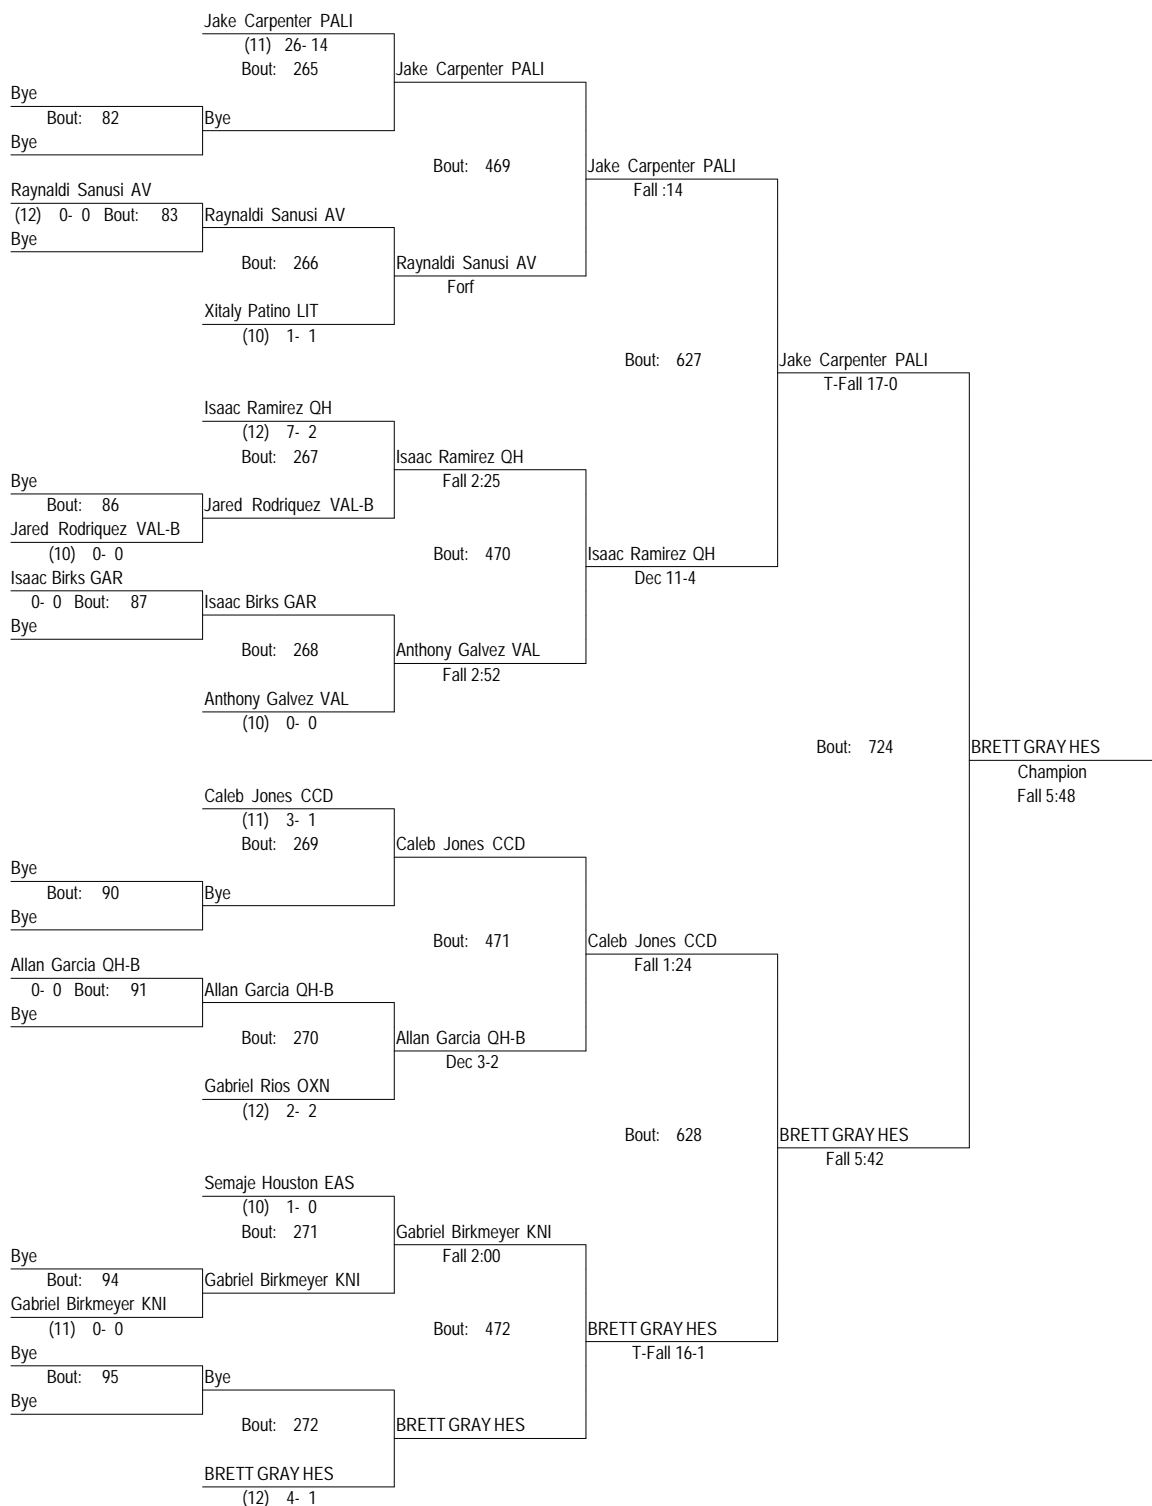 Jake Carpenter PALI
(11) 26- 14
Bout: 265
Jake Carpenter PALI
Bye
Bout: 82
Bye
Bye
Bout: 469
Jake Carpenter PALI
Fall :14
Raynaldi Sanusi AV
(12) 0- 0 Bout: 83
Raynaldi Sanusi AV
Bye
Bout: 266
Raynaldi Sanusi AV
Forf
Xitaly Patino LIT
(10) 1- 1
Bout: 627
Jake Carpenter PALI
T-Fall 17-0
Isaac Ramirez QH
(12) 7- 2
Bout: 267
Isaac Ramirez QH
Fall 2:25
Bye
Bout: 86
Jared Rodriquez VAL-B
Jared Rodriquez VAL-B
(10) 0- 0
Bout: 470
Isaac Ramirez QH
Dec 11-4
Isaac Birks GAR
0- 0 Bout: 87
Isaac Birks GAR
Bye
Bout: 268
Anthony Galvez VAL
Fall 2:52
Anthony Galvez VAL
(10) 0- 0
Bout: 724
BRETT GRAY HES
Champion
Fall 5:48
Caleb Jones CCD
(11) 3- 1
Bout: 269
Caleb Jones CCD
Bye
Bout: 90
Bye
Bye
Bout: 471
Caleb Jones CCD
Fall 1:24
Allan Garcia QH-B
0- 0 Bout: 91
Allan Garcia QH-B
Bye
Bout: 270
Allan Garcia QH-B
Dec 3-2
Gabriel Rios OXN
(12) 2- 2
Bout: 628
BRETT GRAY HES
Fall 5:42
Semaje Houston EAS
(10) 1- 0
Bout: 271
Gabriel Birkmeyer KNI
Fall 2:00
Bye
Bout: 94
Gabriel Birkmeyer KNI
Gabriel Birkmeyer KNI
(11) 0- 0
Bout: 472
BRETT GRAY HES
T-Fall 16-1
Bye
Bout: 95
Bye
Bye
Bout: 272
BRETT GRAY HES
BRETT GRAY HES
(12) 4- 1